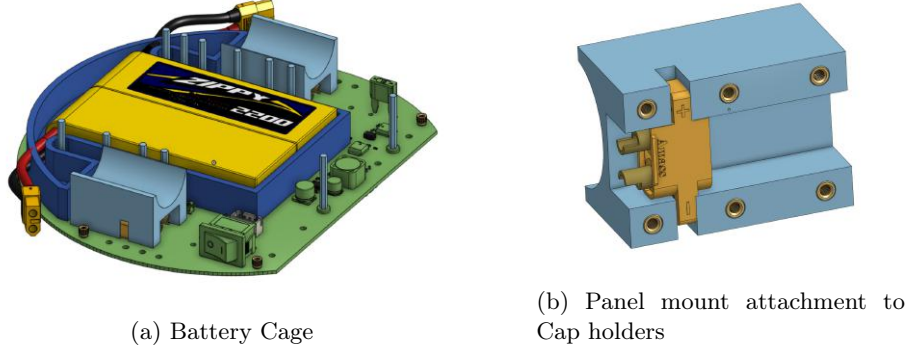 ZIPPY
2200
(a) Battery Cage
(b) Panel mount attachment to
Cap holders